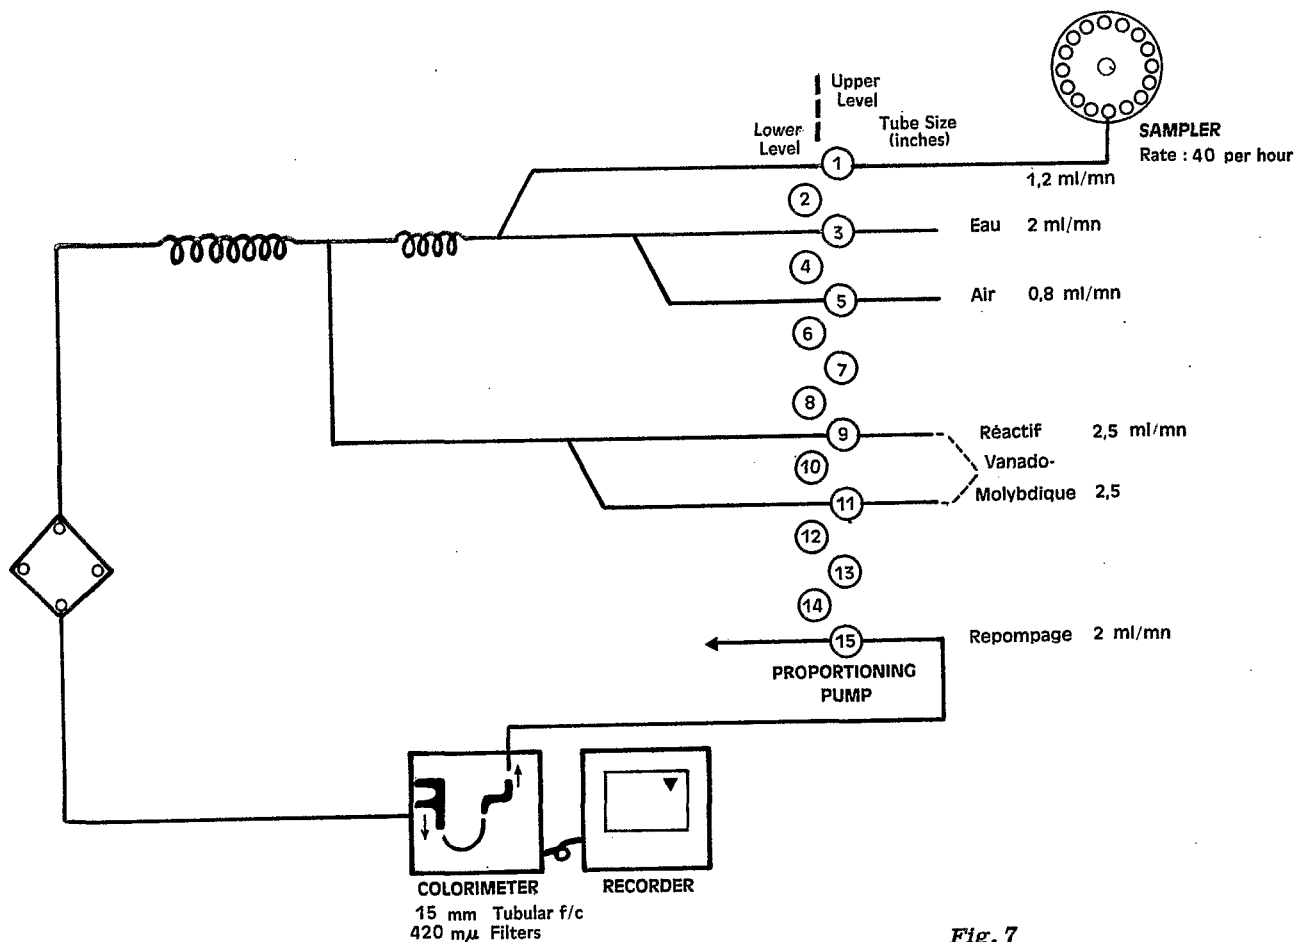 Upper
Level
Lower
Level
Tube Size
(inches)
SAMPLER
Rate : 40 per hour
1
1,2 ml/mn
2
3
Eau 2 ml/mn
4
5
Air 0,8 ml/mn
6
7
8
9
Réactif 2,5 ml/mn
10
Vanado-
11
Molybdique 2,5
12
13
14
15
Repompage 2 ml/mn
PROPORTIONING
PUMP
COLORIMETER
15 mm Tubular f/c
420 mµ Filters
RECORDER
Fig. 7